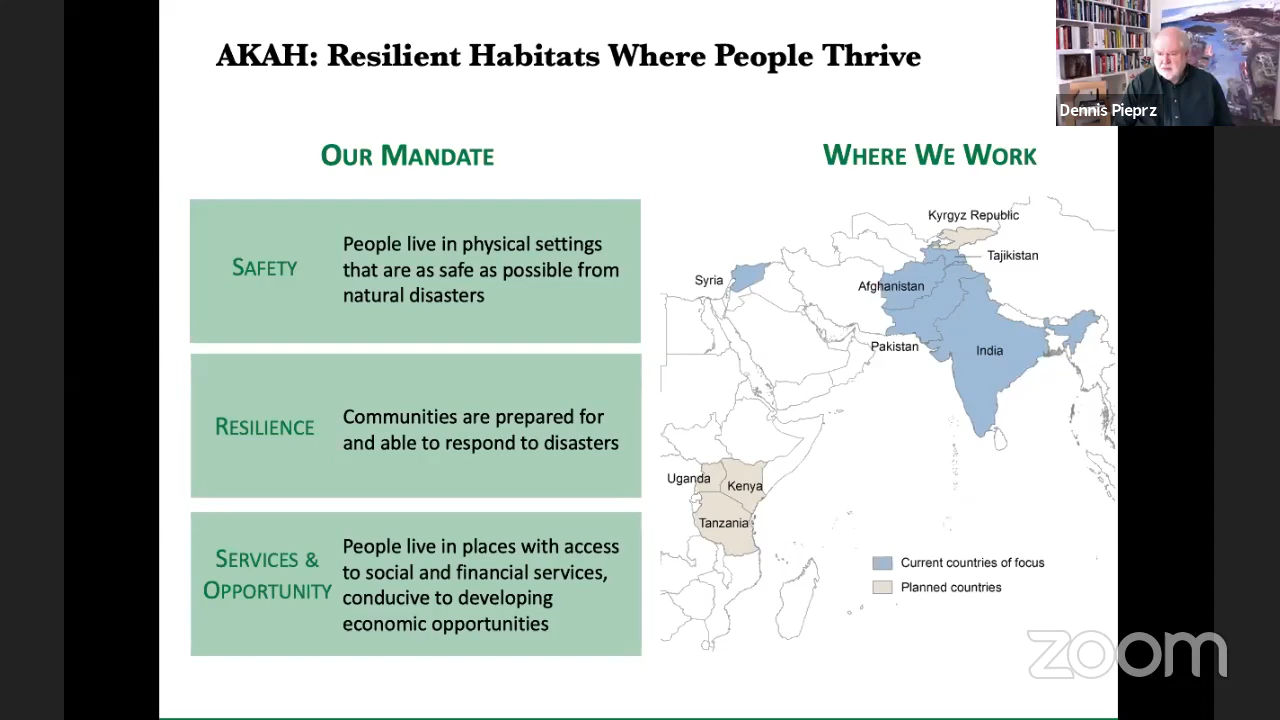 AKAH: Resilient Habitats Where People Thrive
Dennis Pieprz
OUR MANDATE
WHERE WE WORK
SAFETY
People live in physical settings
that are as safe as possible from
natural disasters
RESILIENCE
Communities are prepared for
and able to respond to disasters
SERVICES &
OPPORTUNITY
People live in places with access
to social and financial services,
conducive to developing
economic opportunities
Kyrgyz Republic
Tajikistan
Syria
Afghanistan
Pakistan
India
Uganda
Kenya
Tanzania
Current countries of focus
Planned countries
zoom